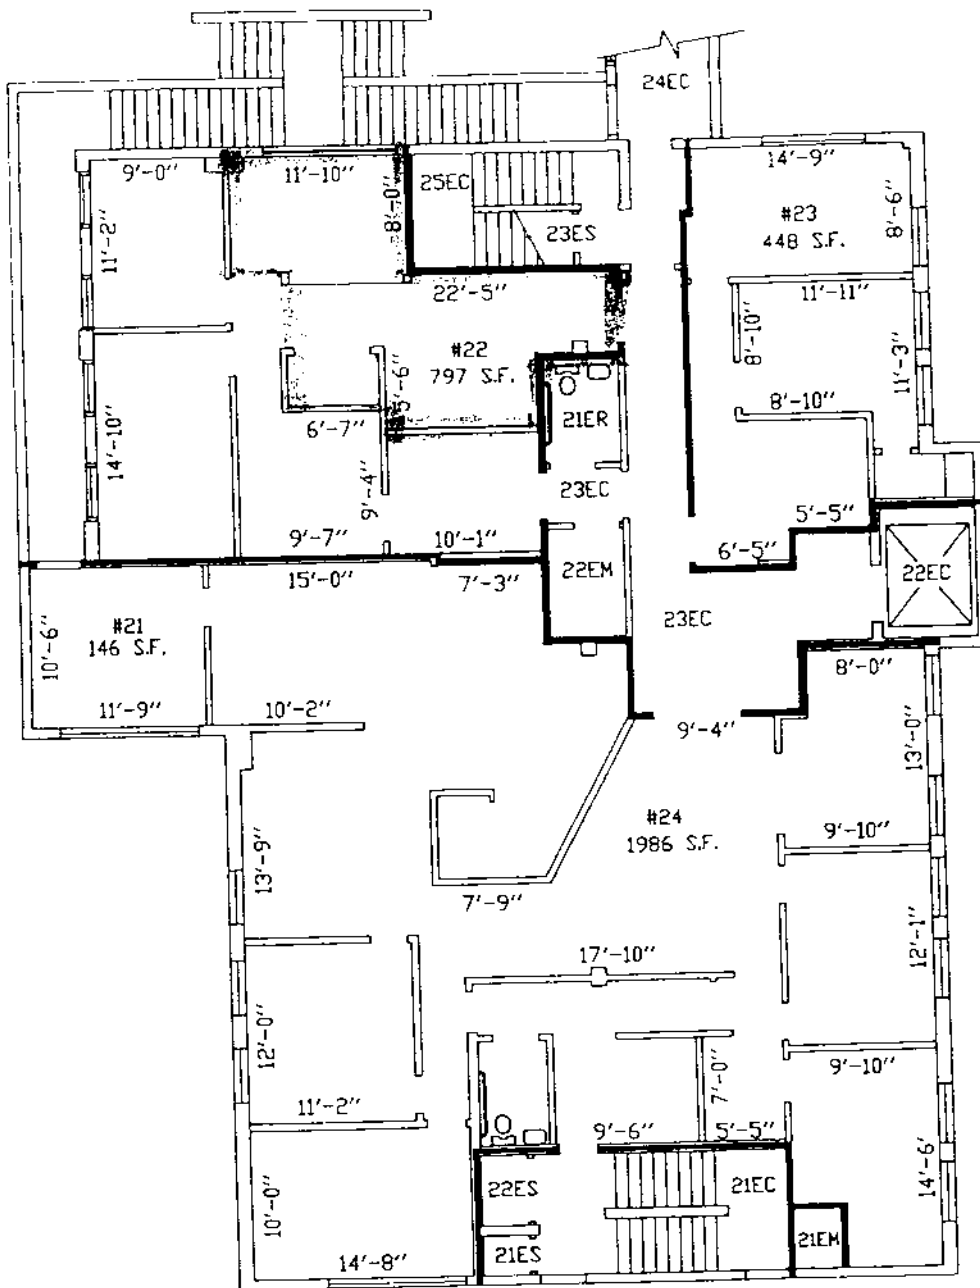 24EC
9'-0"
11'-10"
8'-0"
25EC
14'-9"
#23
448 S.F.
8'-6"
11'-2"
23ES
22'-5"
11'-11"
8'-10"
#22
797 S.F.
11'-3"
5'-6"
6'-7"
21ER
8'-10"
14'-10"
9'-4"
23EC
5'-5"
9'-7"
10'-1"
6'-5"
15'-0"
7'-3"
22EM
22EC
#21
146 S.F.
10'-6"
23EC
8'-0"
11'-9"
10'-2"
9'-4"
13'-0"
#24
1986 S.F.
9'-10"
13'-9"
7'-9"
12'-1"
17'-10"
12'-0"
9'-10"
7'-0"
11'-2"
9'-6"
5'-5"
14'-6'
22ES
21EC
10'-0"
21ES
21EM
14'-8"